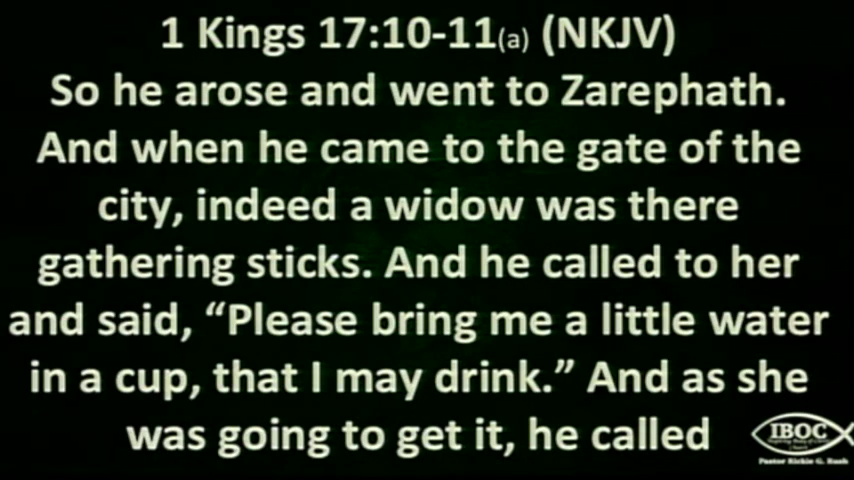 1 Kings 17:10-11(a) (NKJV)
So he arose and went to Zarephath.
And when he came to the gate of the
city, indeed a widow was there
gathering sticks. And he called to her
and said, “Please bring me a little water
in a cup, that I may drink.” And as she
was going to get it, he called
IBOC
Pastor Rickie G. Rush